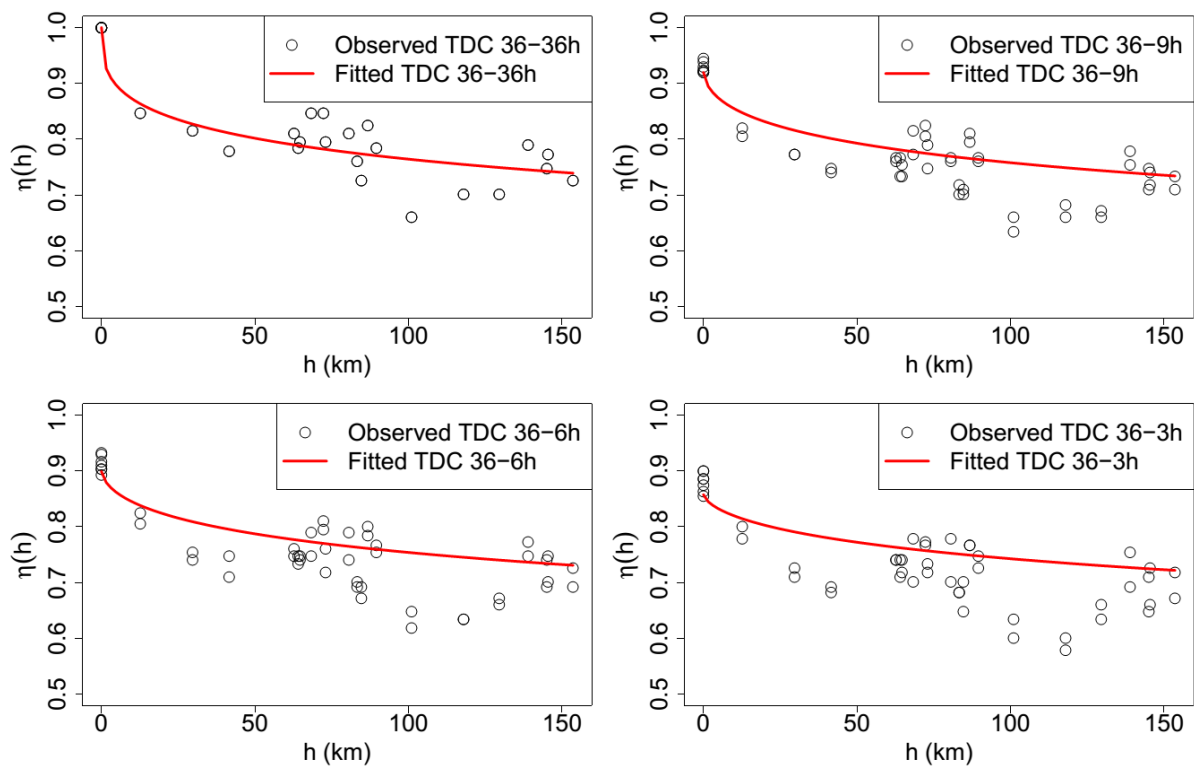 Observed TDC 36−36h
Fitted TDC 36−36h
η(h)
1.0
0.9
0.8
0.7
0.6
0.5
0 50 100 150
h (km)
Observed TDC 36−9h
Fitted TDC 36−9h
η(h)
1.0
0.9
0.8
0.7
0.6
0.5
0 50 100 150
h (km)
Observed TDC 36−6h
Fitted TDC 36−6h
η(h)
1.0
0.9
0.8
0.7
0.6
0.5
0 50 100 150
h (km)
Observed TDC 36−3h
Fitted TDC 36−3h
η(h)
1.0
0.9
0.8
0.7
0.6
0.5
0 50 100 150
h (km)